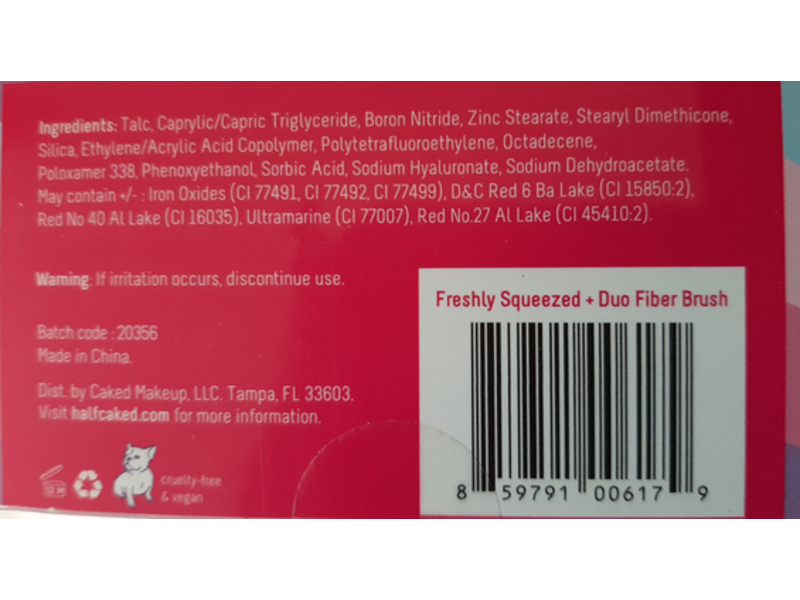 Ingredients: Talc, Caprylic/Capric Triglyceride, Boron Nitride, Zinc Stearate, Stearyl Dimethicone,
Silica, Ethylene/Acrylic Acid Copolymer, Polytetrafluoroethylene, Octadecene,
Poloxamer 338, Phenoxyethanol, Sorbic Acid, Sodium Hyaluronate, Sodium Dehydroacetate.
May contain +/- : Iron Oxides (CI 77491, CI 77492, CI 77499), D&C Red 6 Ba Lake (CI 15850:2),
Red No 40 Al Lake (CI 16035), Ultramarine (CI 77007), Red No.27 Al Lake (CI 45410:2).
Warning: If irritation occurs, discontinue use.
Freshly Squeezed + Duo Fiber Brush
Batch code : 20356
Made in China.
Dist. by Caked Makeup, LLC. Tampa, FL 33603.
Visit halfcaked.com for more information.
12 M
cruelty-free
& vegan
8 59791 00617 9